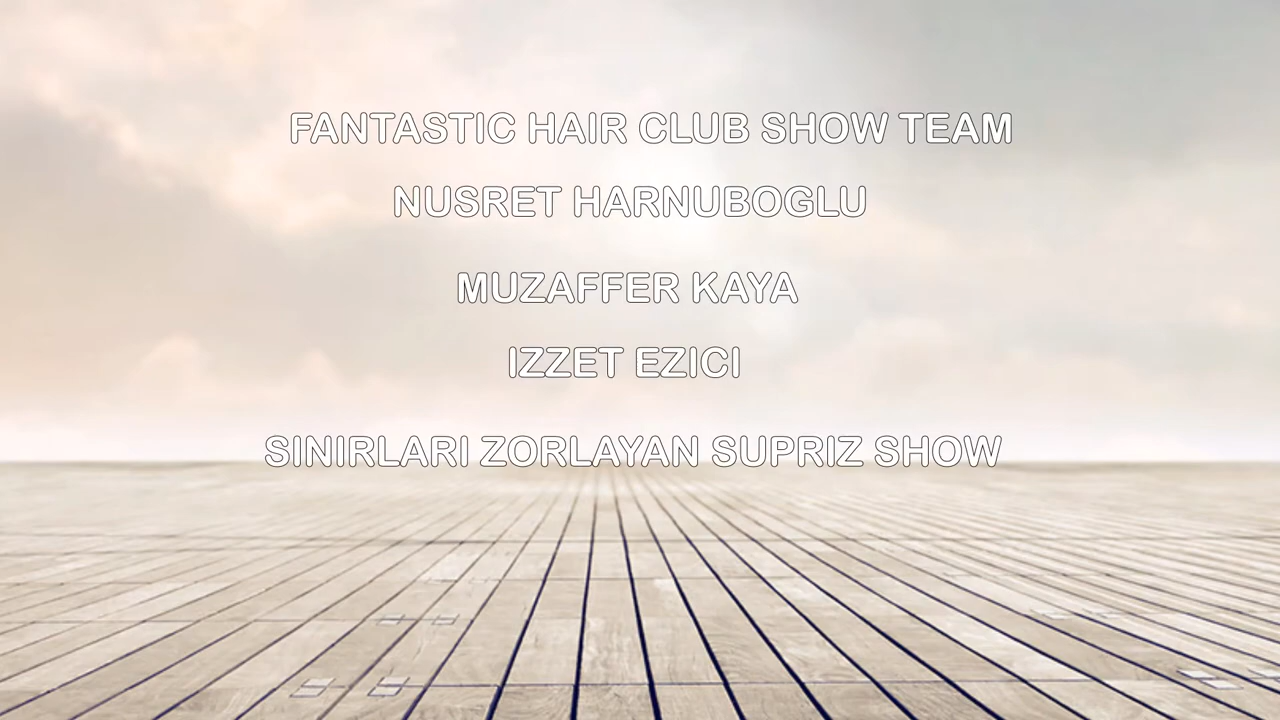 FANTASTIC HAIR CLUB SHOW TEAM
NUSRET HARNUBOGLU
MUZAFFER KAYA
IZZET EZICI
SINIRLARI ZORLAYAN SUPRIZ SHOW